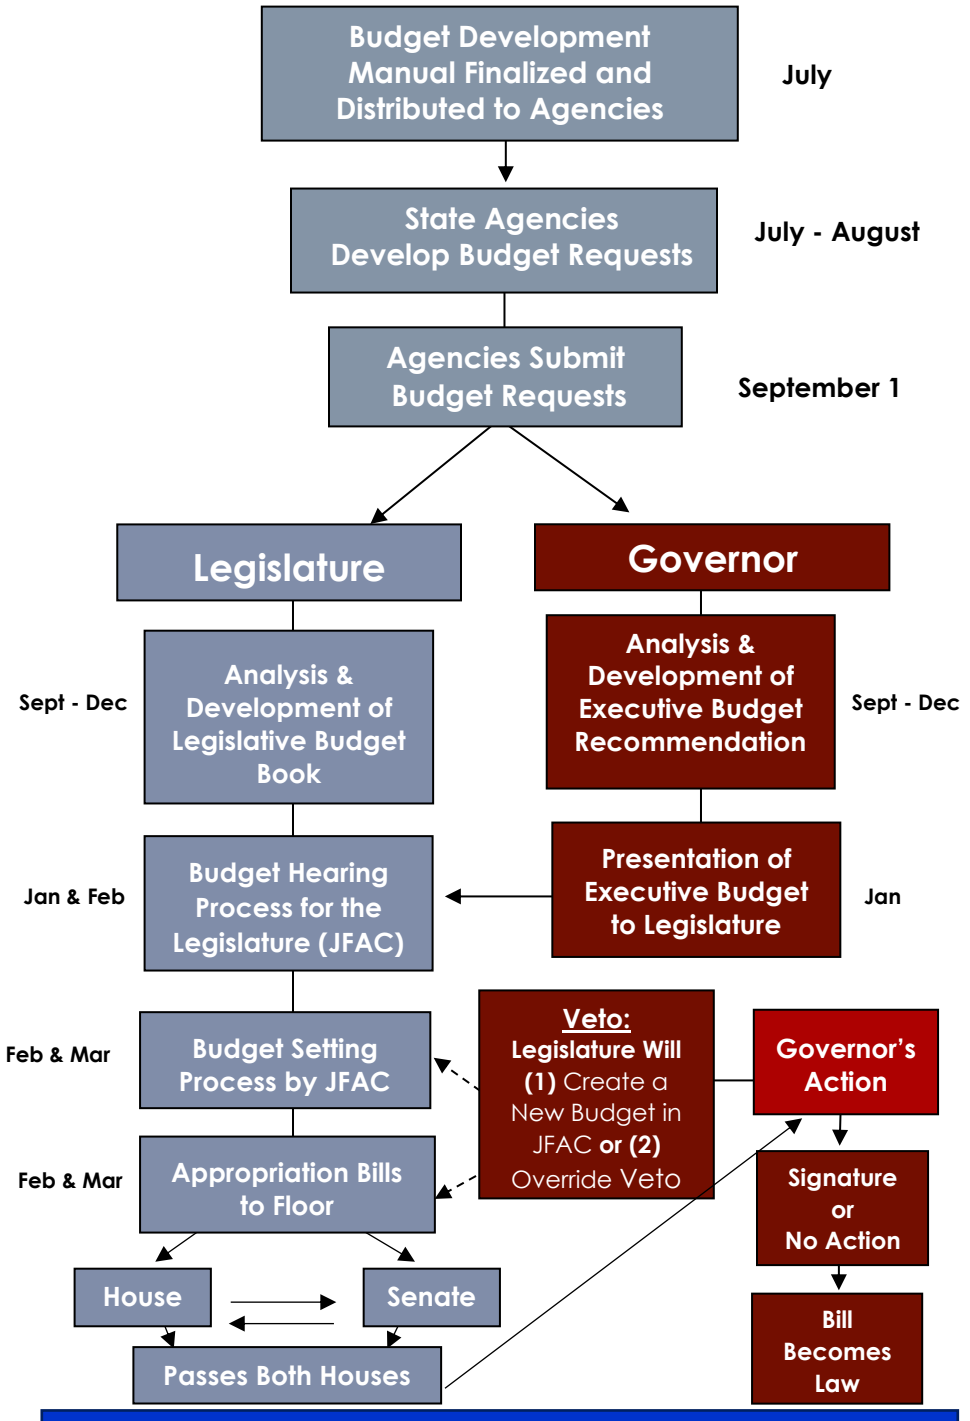 Budget Development
Manual Finalized and
Distributed to Agencies
July
State Agencies
Develop Budget Requests
July - August
Agencies Submit
Budget Requests
September 1
Legislature
Governor
Sept - Dec
Analysis &
Development of
Legislative Budget
Book
Analysis &
Development of
Executive Budget
Recommendation
Sept - Dec
Jan & Feb
Budget Hearing
Process for the
Legislature (JFAC)
Presentation of
Executive Budget
to Legislature
Jan
Feb & Mar
Budget Setting
Process by JFAC
Veto:
Legislature Will
(1) Create a
New Budget in
JFAC or (2)
Override Veto
Governor's
Action
Feb & Mar
Appropriation Bills
to Floor
Signature
or
No Action
House
Senate
Bill
Becomes
Law
Passes Both Houses